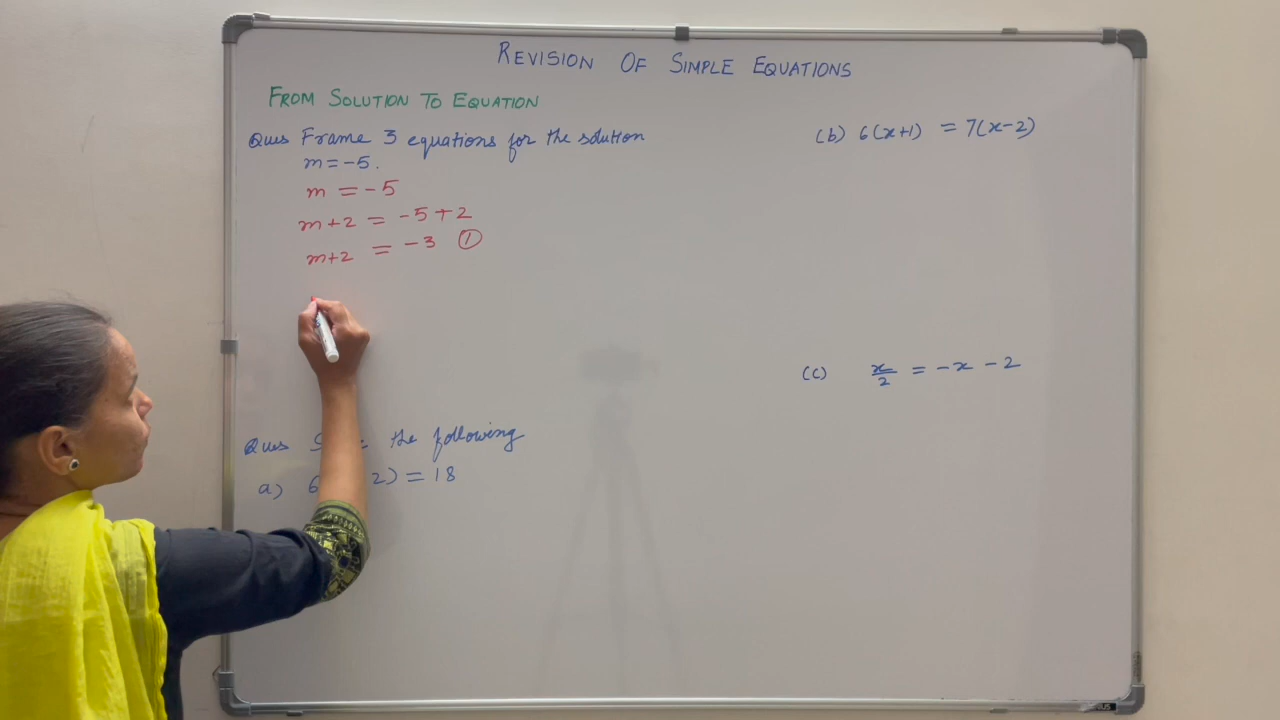 REVISION OF SIMPLE EQUATIONS
FROM SOLUTION TO EQUATION
Ques Frame 3 equations for the solution
m = -5.
m = -5
m+2 = -5+2
m+2 = -3 ①
Ques the following
a) 6 2) = 18
(b) 6(x+1) = 7(x-2)
(c) x/2 = -x - 2